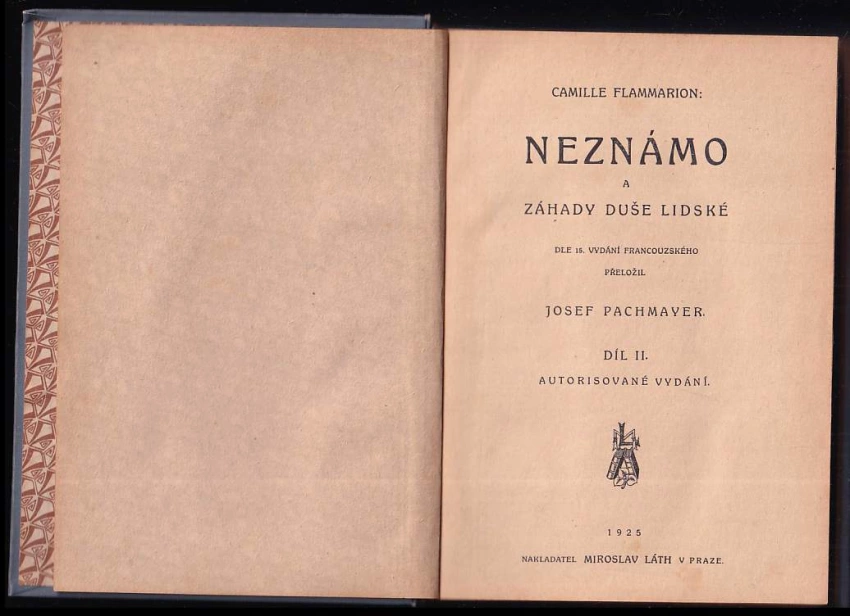 CAMILLE FLAMMARION:
NEZNÁMO
A
ZÁHADY DUŠE LIDSKÉ
DLE 15. VYDÁNÍ FRANCOUZSKÉHO
PŘELOŽIL
JOSEF PACHMAYER.
DÍL II.
AUTORISOVANÉ VYDÁNÍ.
1925
NAKLADATEL MIROSLAV LÁTH V PRAZE.